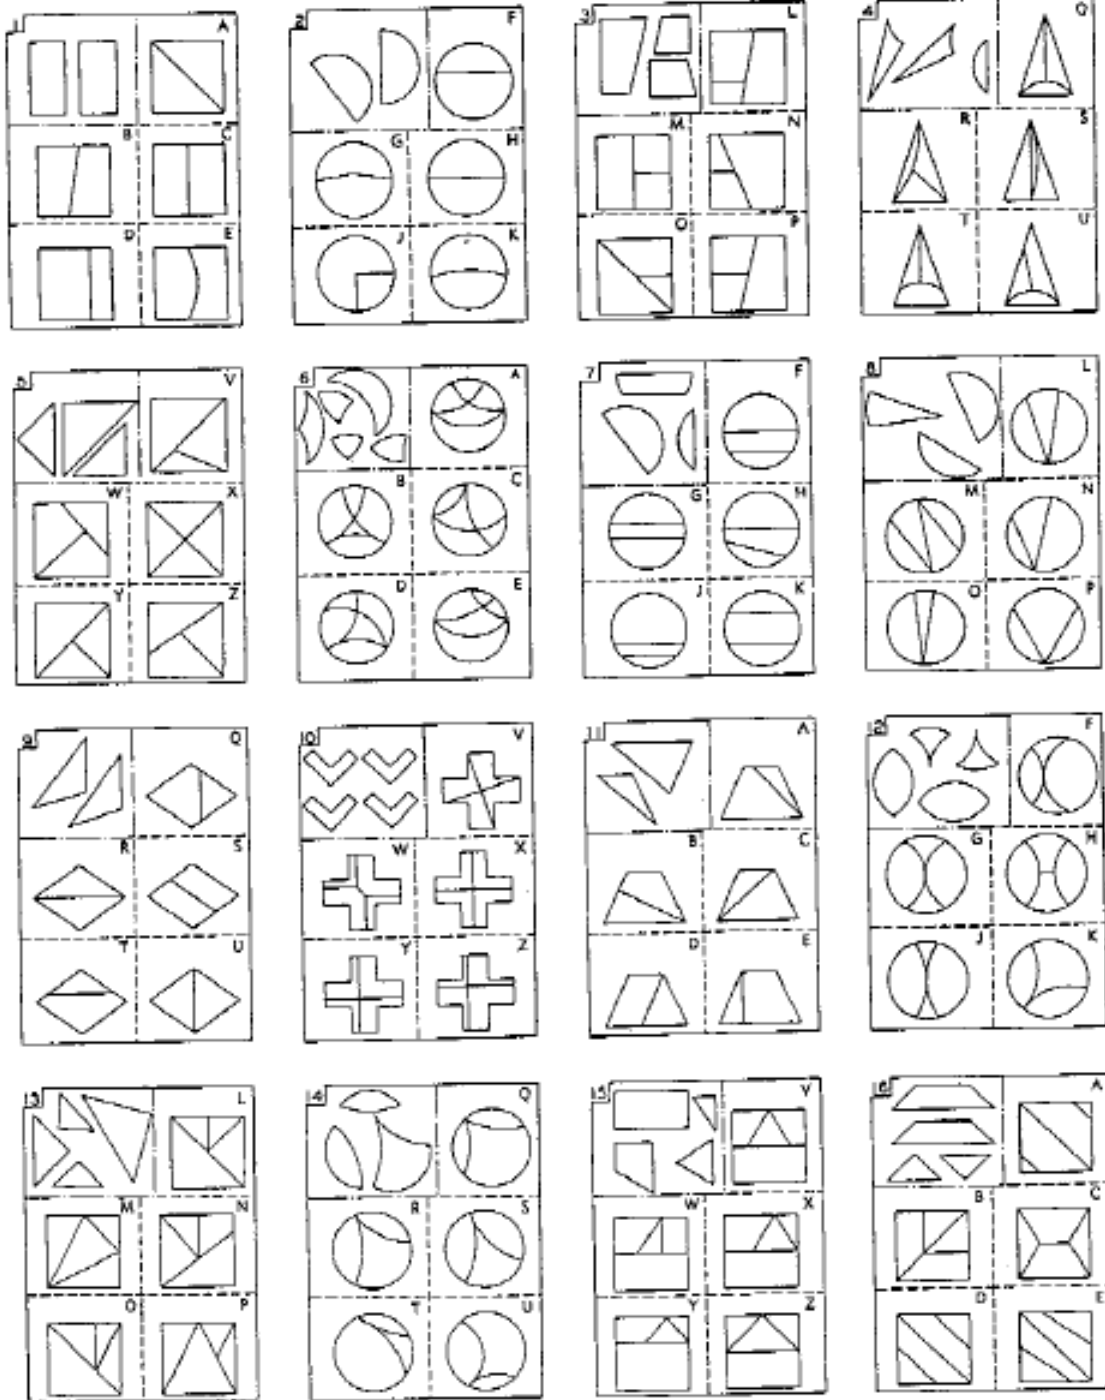 1 A
B C
D E
2 F
G H
J K
3 L
M N
O P
4 Q
R S
T U
5 V
W X
Y Z
6 A
B C
D E
7 F
G H
J K
8 L
M N
O P
9 Q
R S
T U
10 V
W X
Y Z
11 A
B C
D E
12 F
G H
J K
13 L
M N
O P
14 Q
R S
T U
15 V
W X
Y Z
16 A
B C
D E